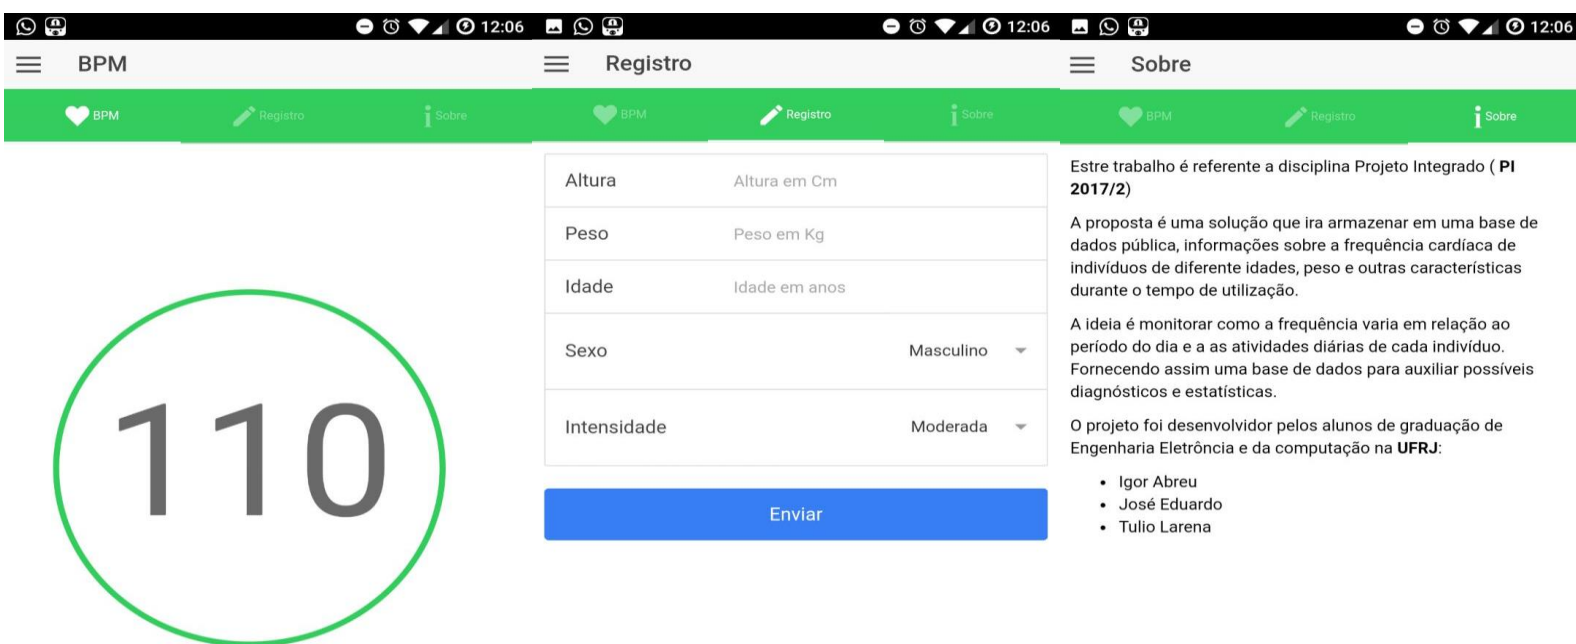 12:06
BPM
BPM Registro Sobre
110
12:06
Registro
BPM Registro Sobre
Altura Altura em Cm
Peso Peso em Kg
Idade Idade em anos
Sexo Masculino
Intensidade Moderada
Enviar
12:06
Sobre
BPM Registro Sobre
Estre trabalho é referente a disciplina Projeto Integrado ( PI
2017/2)
A proposta é uma solução que ira armazenar em uma base de
dados pública, informações sobre a frequência cardíaca de
indivíduos de diferente idades, peso e outras características
durante o tempo de utilização.
A ideia é monitorar como a frequência varia em relação ao
período do dia e a as atividades diárias de cada indivíduo.
Fornecendo assim uma base de dados para auxiliar possíveis
diagnósticos e estatísticas.
O projeto foi desenvolvidor pelos alunos de graduação de
Engenharia Eletrôncia e da computação na UFRJ:
• Igor Abreu
• José Eduardo
• Tulio Larena